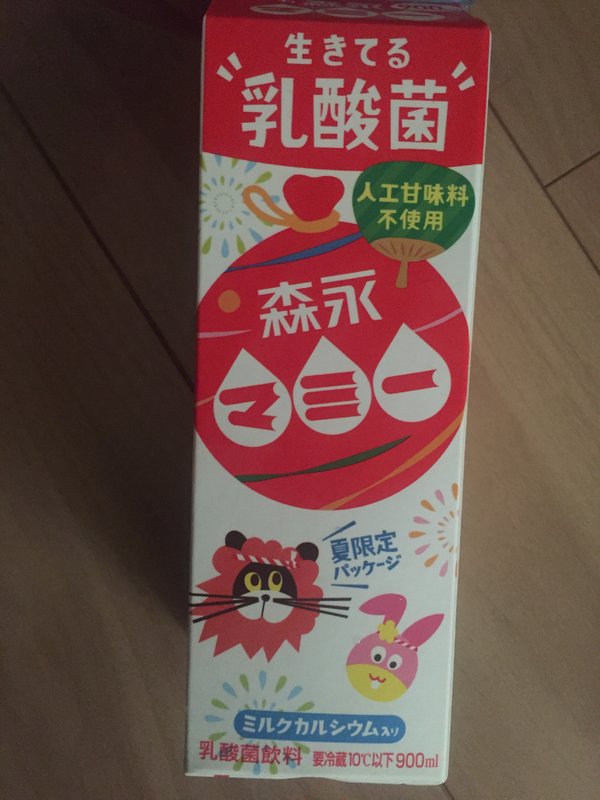 生きてる
乳酸菌
人工甘味料
不使用
森永
マミー
夏限定
パッケージ
ミルクカルシウム入り
乳酸菌飲料 要冷蔵10℃以下 900ml